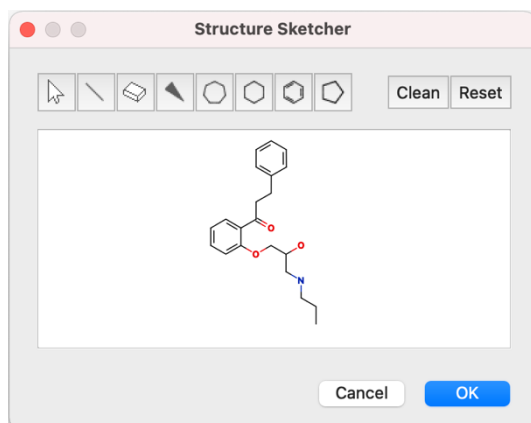 Structure Sketcher
Clean Reset
O
O O
N
Cancel OK